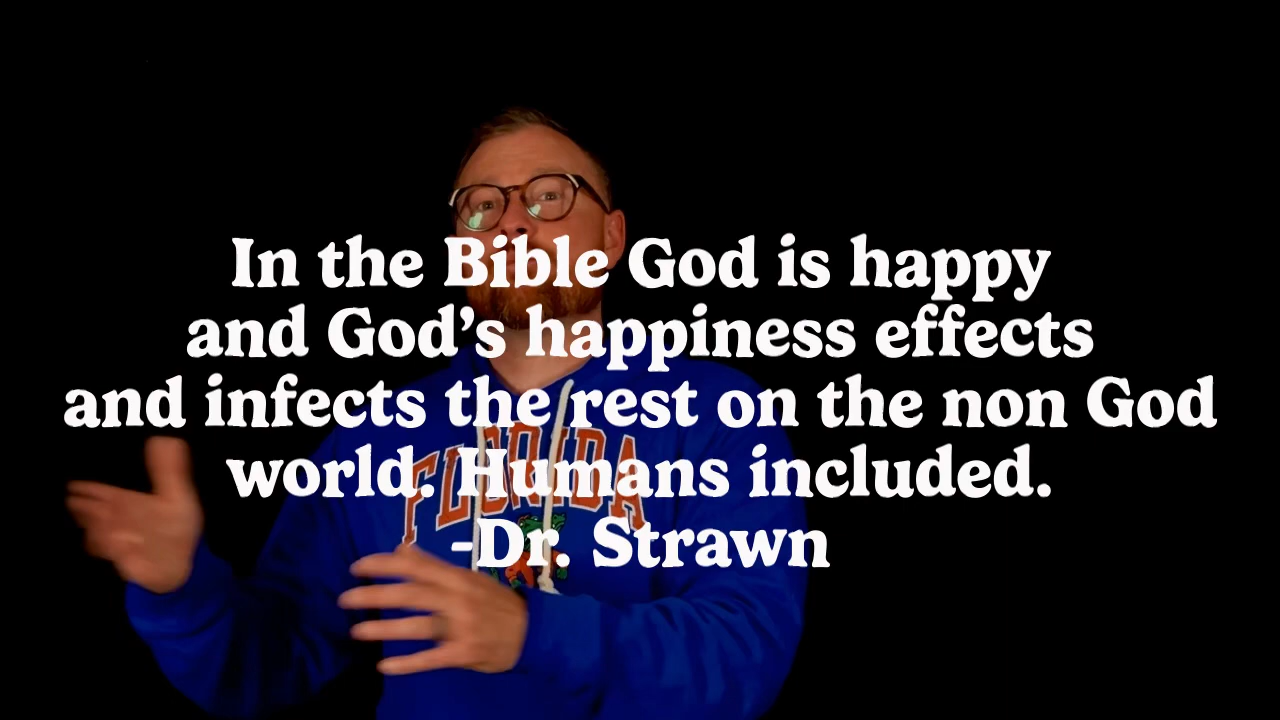 In the Bible God is happy
and God’s happiness effects
and infects the rest on the non God
world. Humans included.
-Dr. Strawn
FLORIDA